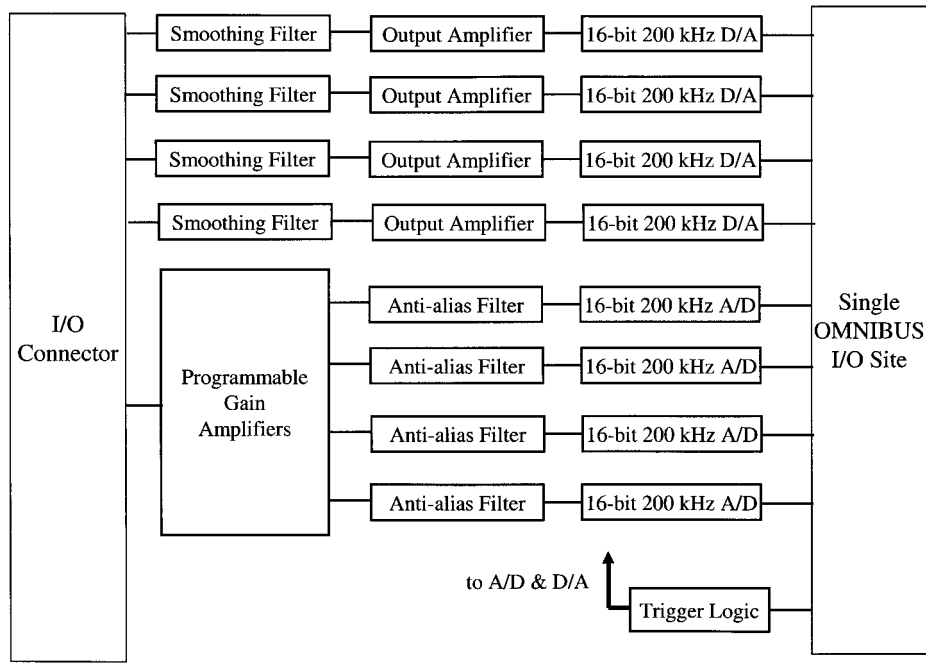 Smoothing Filter
Output Amplifier
16-bit 200 kHz D/A
Smoothing Filter
Output Amplifier
16-bit 200 kHz D/A
Smoothing Filter
Output Amplifier
16-bit 200 kHz D/A
Smoothing Filter
Output Amplifier
16-bit 200 kHz D/A
I/O
Connector
Programmable
Gain
Amplifiers
Anti-alias Filter
16-bit 200 kHz A/D
Anti-alias Filter
16-bit 200 kHz A/D
Anti-alias Filter
16-bit 200 kHz A/D
Anti-alias Filter
16-bit 200 kHz A/D
Single
OMNIBUS
I/O Site
to A/D & D/A
Trigger Logic